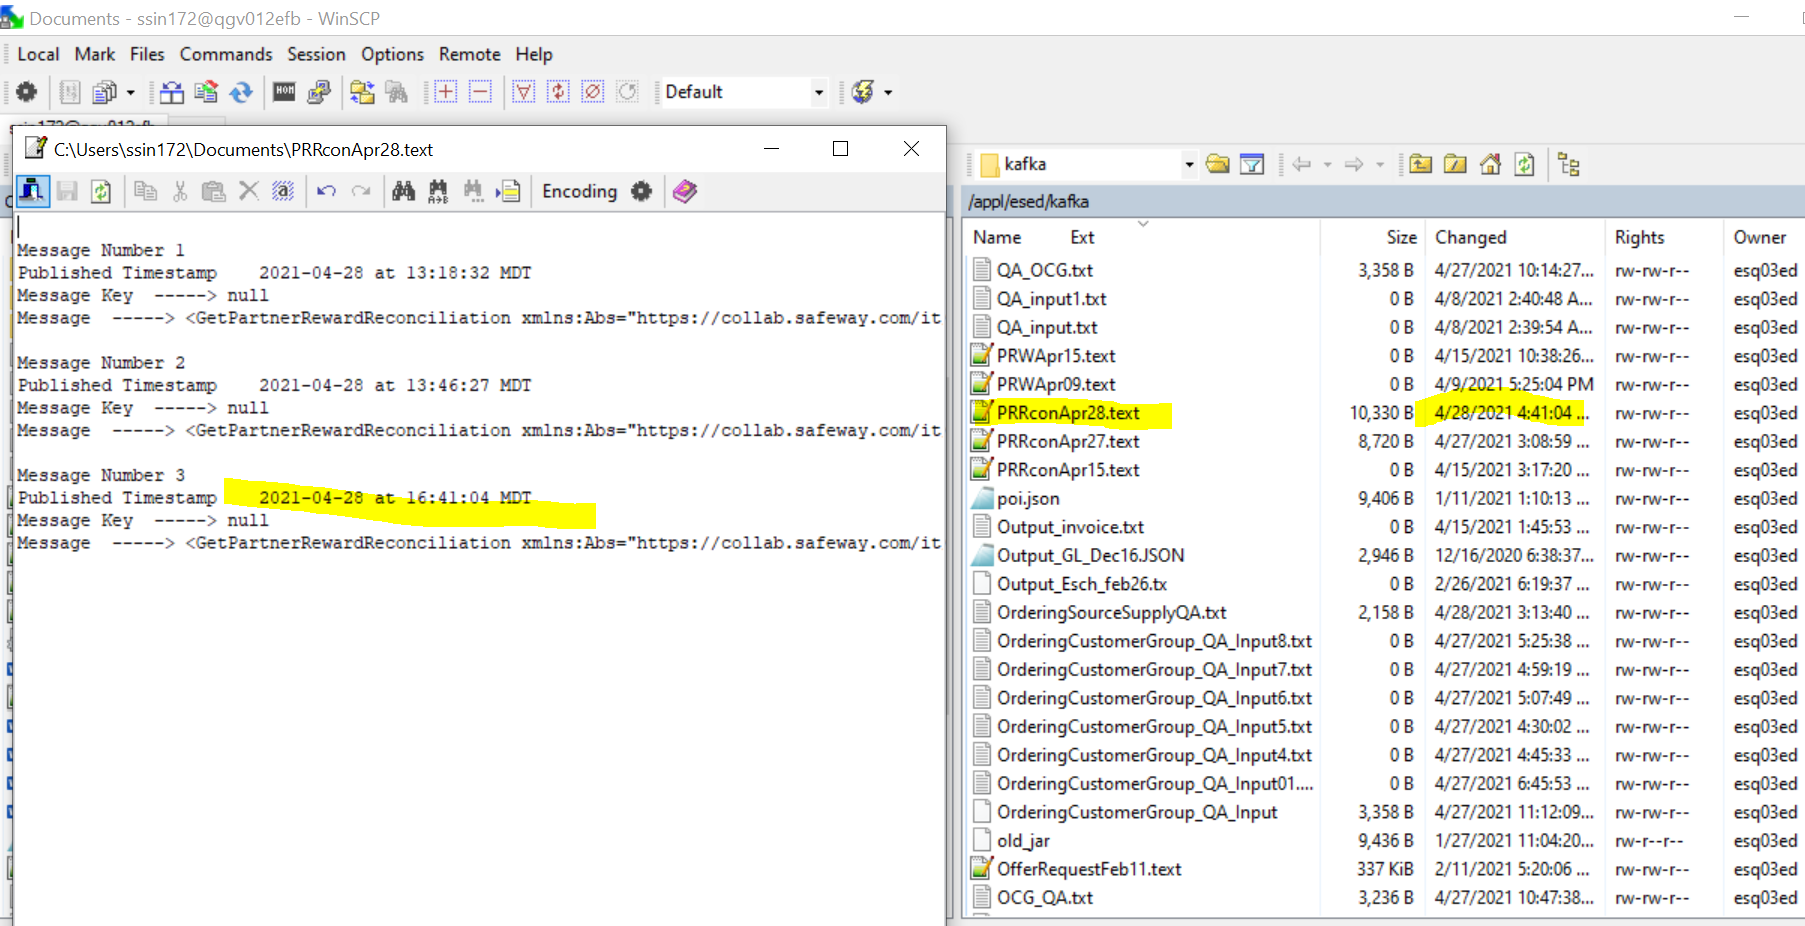 Documents - ssin172@qgv012efb - WinSCP
Local Mark Files Commands Session Options Remote Help
Default
ssin172@qgv012efb
C:\Users\ssin172\Documents\PRRconApr28.text
Encoding
Message Number 1
Published Timestamp 2021-04-28 at 13:18:32 MDT
Message Key -----> null
Message -----> <GetPartnerRewardReconciliation xmlns:Abs="https://collab.safeway.com/it
Message Number 2
Published Timestamp 2021-04-28 at 13:46:27 MDT
Message Key -----> null
Message -----> <GetPartnerRewardReconciliation xmlns:Abs="https://collab.safeway.com/it
Message Number 3
Published Timestamp 2021-04-28 at 16:41:04 MDT
Message Key -----> null
Message -----> <GetPartnerRewardReconciliation xmlns:Abs="https://collab.safeway.com/it
kafka
/appl/esed/kafka
Name Ext Size Changed Rights Owner
QA_OCG.txt 3,358 B 4/27/2021 10:14:27... rw-rw-r-- esq03ed
QA_input1.txt 0 B 4/8/2021 2:40:48 A... rw-rw-r-- esq03ed
QA_input.txt 0 B 4/8/2021 2:39:54 A... rw-rw-r-- esq03ed
PRWApr15.text 0 B 4/15/2021 10:38:26... rw-rw-r-- esq03ed
PRWApr09.text 0 B 4/9/2021 5:25:04 PM rw-rw-r-- esq03ed
PRRconApr28.text 10,330 B 4/28/2021 4:41:04 ... rw-rw-r-- esq03ed
PRRconApr27.text 8,720 B 4/27/2021 3:08:59 ... rw-rw-r-- esq03ed
PRRconApr15.text 0 B 4/15/2021 3:17:20 ... rw-rw-r-- esq03ed
poi.json 9,406 B 1/11/2021 1:10:13 ... rw-rw-r-- esq03ed
Output_invoice.txt 0 B 4/15/2021 1:45:53 ... rw-rw-r-- esq03ed
Output_GL_Dec16.JSON 2,946 B 12/16/2020 6:38:37... rw-rw-r-- esq03ed
Output_Esch_feb26.tx 0 B 2/26/2021 6:19:37 ... rw-rw-r-- esq03ed
OrderingSourceSupplyQA.txt 2,158 B 4/28/2021 3:13:40 ... rw-rw-r-- esq03ed
OrderingCustomerGroup_QA_Input8.txt 0 B 4/27/2021 5:25:38 ... rw-rw-r-- esq03ed
OrderingCustomerGroup_QA_Input7.txt 0 B 4/27/2021 4:59:19 ... rw-rw-r-- esq03ed
OrderingCustomerGroup_QA_Input6.txt 0 B 4/27/2021 5:07:49 ... rw-rw-r-- esq03ed
OrderingCustomerGroup_QA_Input5.txt 0 B 4/27/2021 4:30:02 ... rw-rw-r-- esq03ed
OrderingCustomerGroup_QA_Input4.txt 0 B 4/27/2021 4:45:33 ... rw-rw-r-- esq03ed
OrderingCustomerGroup_QA_Input01.... 0 B 4/27/2021 6:45:53 ... rw-rw-r-- esq03ed
OrderingCustomerGroup_QA_Input 3,358 B 4/27/2021 11:12:09... rw-rw-r-- esq03ed
old_jar 9,436 B 1/27/2021 11:04:20... rw-r--r-- esq03ed
OfferRequestFeb11.text 337 KiB 2/11/2021 5:20:06 ... rw-rw-r-- esq03ed
OCG_QA.txt 3,236 B 4/27/2021 10:47:38... rw-rw-r-- esq03ed